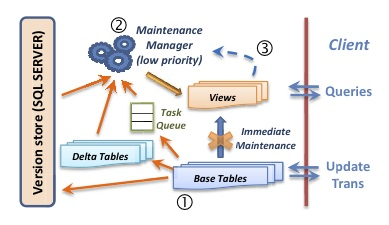 Version store (SQL SERVER)
②
Maintenance
Manager
(low priority)
③
Client
Views
Queries
Task
Queue
Immediate
Maintenance
Delta Tables
Base Tables
Update
Trans
①